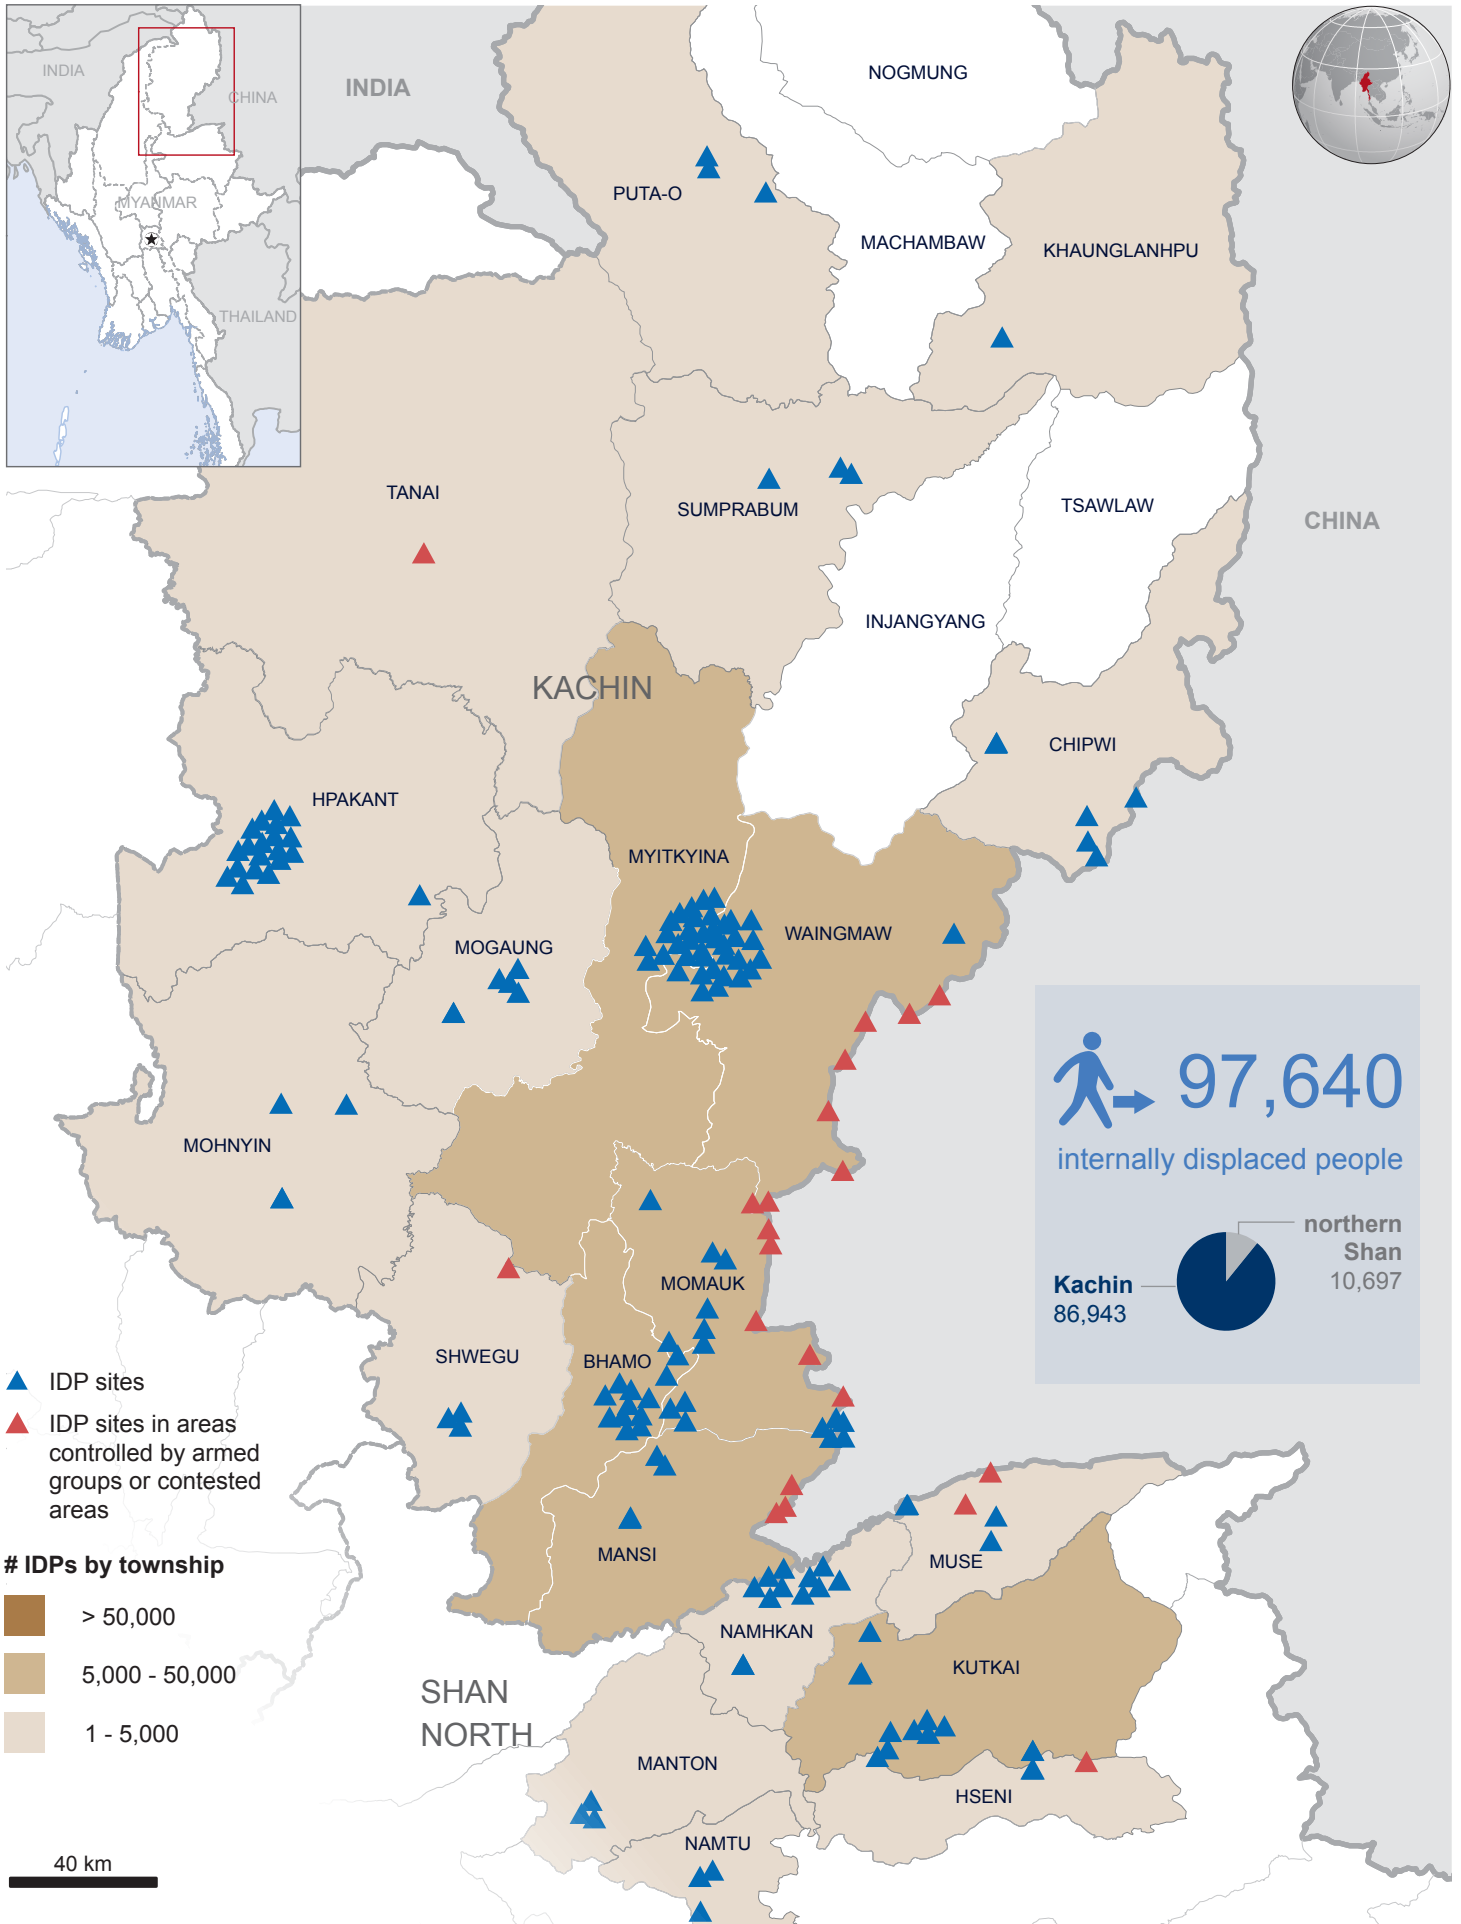 INDIA
CHINA
MYANMAR
THAILAND
INDIA
NOGMUNG
PUTA-O
MACHAMBAW
KHAUNGLANHPU
TANAI
SUMPRABUM
TSAWLAW
CHINA
INJANGYANG
KACHIN
CHIPWI
HPAKANT
MYITKYINA
WAINGMAW
MOGAUNG
MOHNYIN
97,640
internally displaced people
northern
Shan
10,697
Kachin
86,943
MOMAUK
SHWEGU
BHAMO
IDP sites
IDP sites in areas
controlled by armed
groups or contested
areas
MANSI
MUSE
# IDPs by township
> 50,000
5,000 - 50,000
1 - 5,000
NAMHKAN
KUTKAI
SHAN
NORTH
MANTON
HSENI
NAMTU
40 km